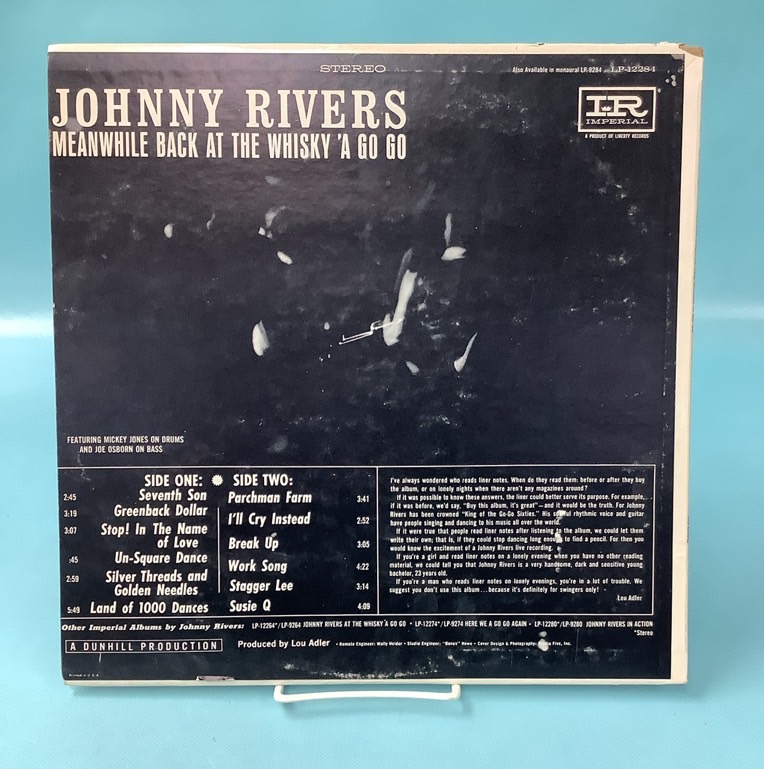 STEREO
Also Available in monaural LP-9284 LP-12284
JOHNNY RIVERS
MEANWHILE BACK AT THE WHISKY 'A GO GO
IR
IMPERIAL
A PRODUCT OF LIBERTY RECORDS
FEATURING MICKEY JONES ON DRUMS
AND JOE OSBORN ON BASS
SIDE ONE:
2:45 Seventh Son
3:19 Greenback Dollar
3:07 Stop! In The Name
of Love
:45 Un-Square Dance
2:59 Silver Threads and
Golden Needles
5:49 Land of 1000 Dances
SIDE TWO:
Parchman Farm 3:41
I'll Cry Instead 2:52
Break Up 3:05
Work Song 4:22
Stagger Lee 3:14
Susie Q 4:09
I've always wondered who reads liner notes. When do they read them: before or after they buy
the album, or on lonely nights when there aren't any magazines around?
If it was possible to know these answers, the liner could better serve its purpose. For example,
if it was before, we'd say, "Buy this album, it's great"—and it would be the truth. For Johnny
Rivers has been crowned "King of the Go-Go Sixties." His soulful rhythmic voice and guitar
have people singing and dancing to his music all over the world.
If it were true that people read liner notes after listening to the album, we could let them
write their own; that is, if they could stop dancing long enough to find a pencil. For then you
would know the excitement of a Johnny Rivers live recording.
If you're a girl and read liner notes on a lonely evening when you have no other reading
material, we could tell you that Johnny Rivers is a very handsome, dark and sensitive young
bachelor, 23 years old.
If you're a man who reads liner notes on lonely evenings, you're in a lot of trouble. We
suggest you don't use this album...because it's definitely for swingers only!
Lou Adler
Other Imperial Albums by Johnny Rivers: LP-12264*/LP-9264 JOHNNY RIVERS AT THE WHISKY A GO GO • LP-12274*/LP-9274 HERE WE A GO GO AGAIN • LP-12280*/LP-9280 JOHNNY RIVERS IN ACTION
*Stereo
A DUNHILL PRODUCTION
Produced by Lou Adler • Remote Engineer: Wally Heider • Studio Engineer: "Bones" Howe • Cover Design & Photography: Studio Five, Inc.
Printed in U.S.A.